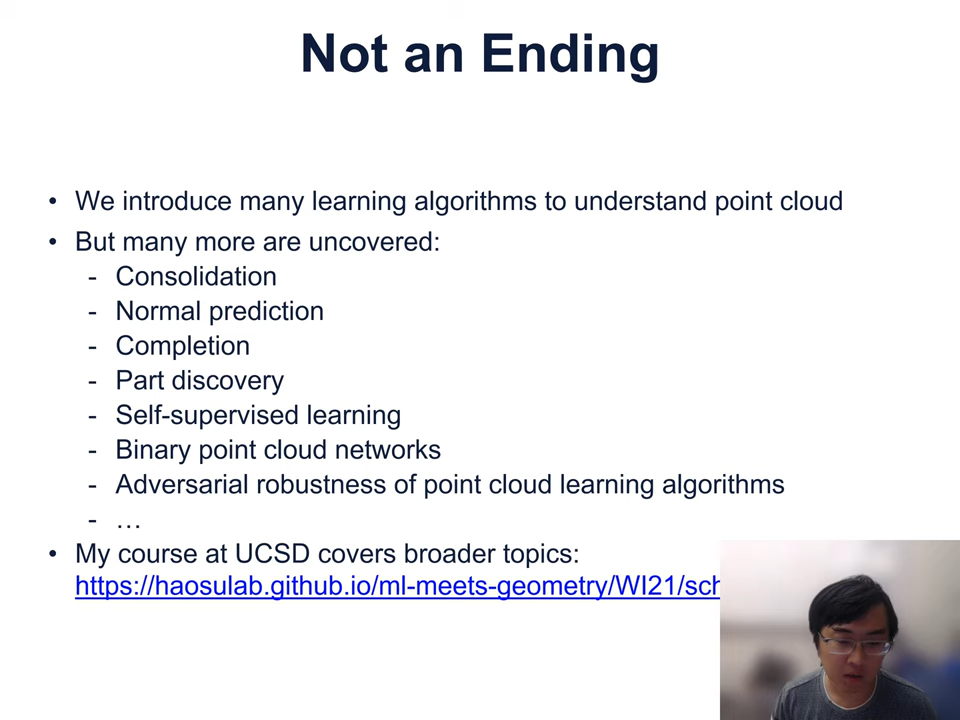 Not an Ending
• We introduce many learning algorithms to understand point cloud
• But many more are uncovered:
- Consolidation
- Normal prediction
- Completion
- Part discovery
- Self-supervised learning
- Binary point cloud networks
- Adversarial robustness of point cloud learning algorithms
- …
• My course at UCSD covers broader topics:
https://haosulab.github.io/ml-meets-geometry/WI21/sch